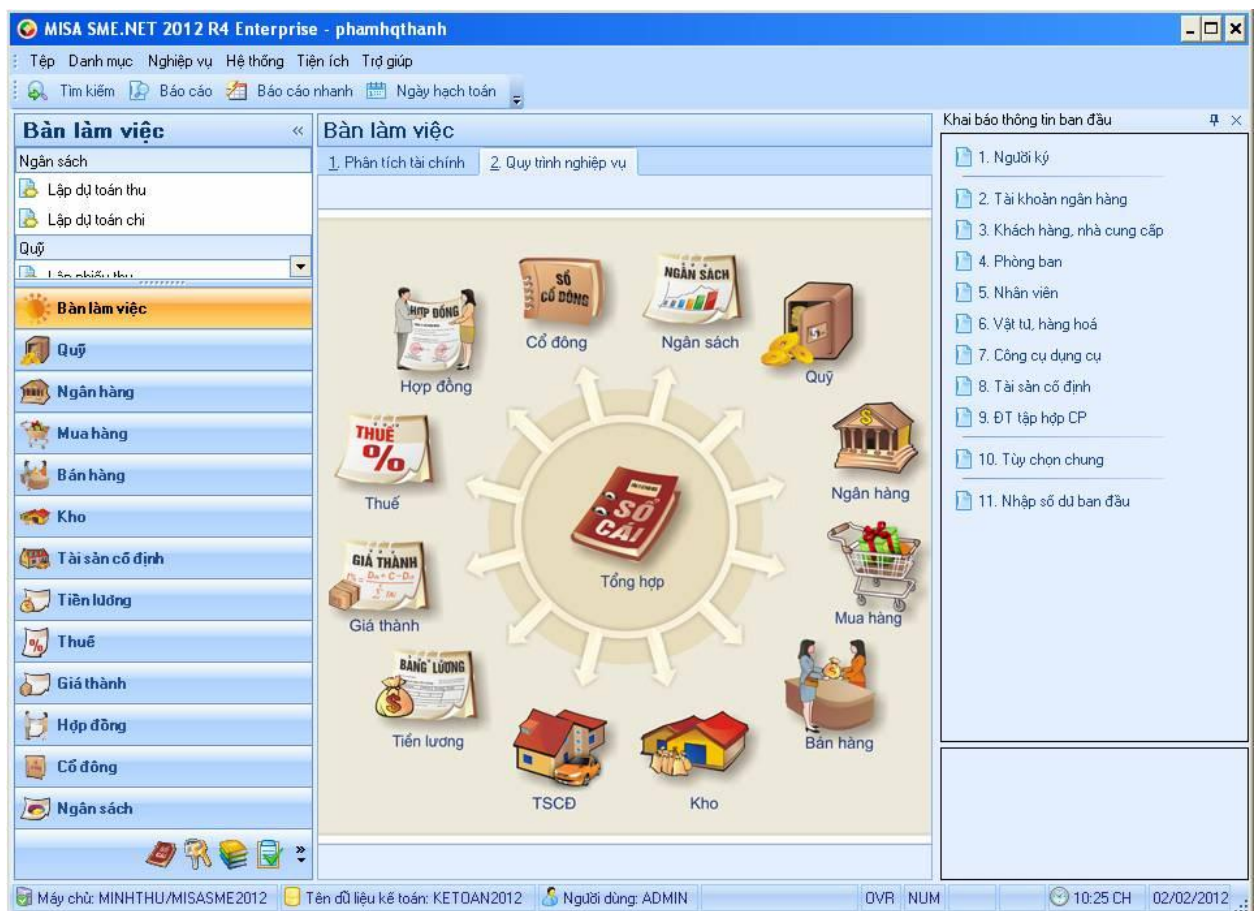 MISA SME.NET 2012 R4 Enterprise - phamhqthanh
Tệp Danh mục Nghiệp vụ Hệ thống Tiện ích Trợ giúp
Tìm kiếm Báo cáo Báo cáo nhanh Ngày hạch toán
Bàn làm việc
Ngân sách
Lập dự toán thu
Lập dự toán chi
Quỹ
Lập phiếu thu
Bàn làm việc
Quỹ
Ngân hàng
Mua hàng
Bán hàng
Kho
Tài sản cố định
Tiền lương
Thuế
Giá thành
Hợp đồng
Cổ đông
Ngân sách
Bàn làm việc
1. Phân tích tài chính 2. Quy trình nghiệp vụ
HỢP ĐỒNG
Hợp đồng
SỔ
CỔ ĐÔNG
Cổ đông
NGÂN SÁCH
Ngân sách
Quỹ
THUẾ
%
Thuế
Ngân hàng
SỔ
CÁI
Tổng hợp
GIÁ THÀNH
Giá thành
Mua hàng
BẢNG LƯƠNG
Tiền lương
Bán hàng
TSCĐ
Kho
Khai báo thông tin ban đầu
1. Người ký
2. Tài khoản ngân hàng
3. Khách hàng, nhà cung cấp
4. Phòng ban
5. Nhân viên
6. Vật tư, hàng hoá
7. Công cụ dụng cụ
8. Tài sản cố định
9. ĐT tập hợp CP
10. Tùy chọn chung
11. Nhập số dư ban đầu
Máy chủ: MINHTHU/MISASME2012 Tên dữ liệu kế toán: KETOAN2012 Người dùng: ADMIN OVR NUM 10:25 CH 02/02/2012